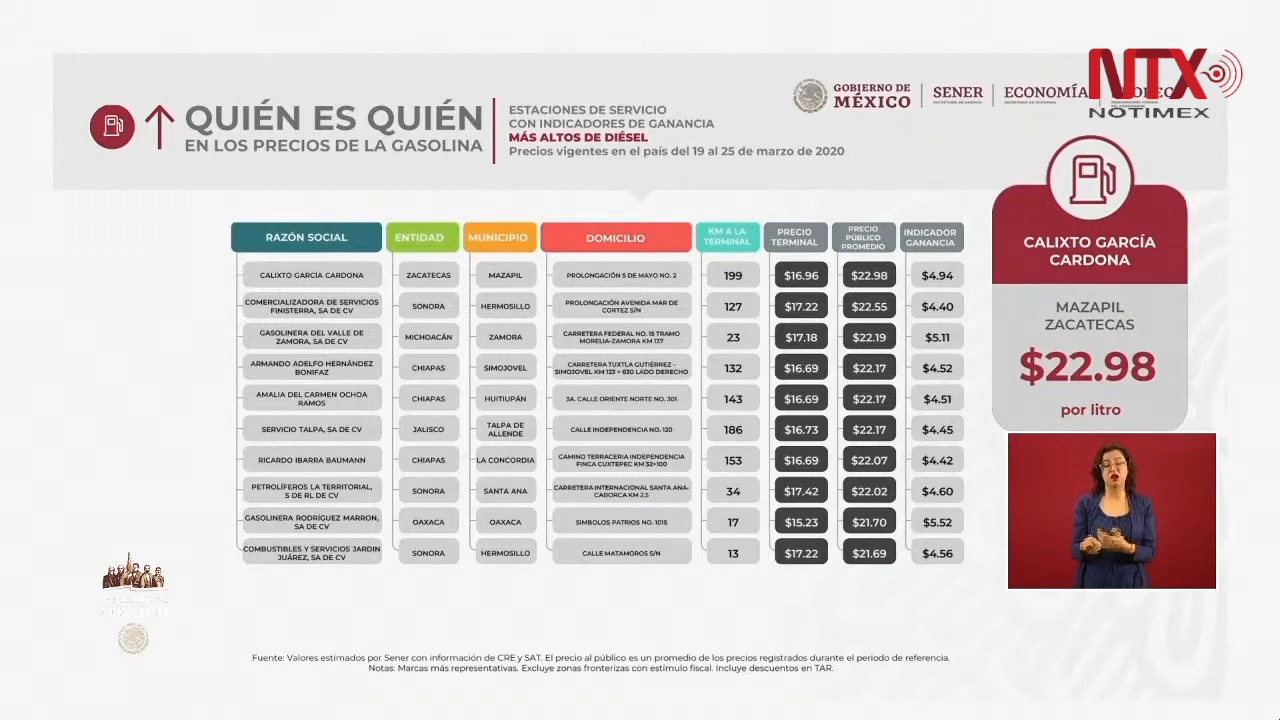 NTX
NOTIMEX
GOBIERNO DE
MÉXICO
SENER
SECRETARÍA DE ENERGÍA
ECONOMÍA
SECRETARÍA DE ECONOMÍA
QUIÉN ES QUIÉN
EN LOS PRECIOS DE LA GASOLINA
ESTACIONES DE SERVICIO
CON INDICADORES DE GANANCIA
MÁS ALTOS DE DIÉSEL
Precios vigentes en el país del 19 al 25 de marzo de 2020
RAZÓN SOCIAL ENTIDAD MUNICIPIO DOMICILIO KM A LA TERMINAL PRECIO TERMINAL PRECIO PÚBLICO PROMEDIO INDICADOR GANANCIA
CALIXTO GARCÍA CARDONA ZACATECAS MAZAPIL PROLONGACIÓN 5 DE MAYO NO. 2 199 $16.96 $22.98 $4.94
COMERCIALIZADORA DE SERVICIOS FINISTERRA, SA DE CV SONORA HERMOSILLO PROLONGACIÓN AVENIDA MAR DE CORTEZ S/N 127 $17.22 $22.55 $4.40
GASOLINERA DEL VALLE DE ZAMORA, SA DE CV MICHOACÁN ZAMORA CARRETERA FEDERAL NO. 15 TRAMO MORELIA-ZAMORA KM 137 23 $17.18 $22.19 $5.11
ARMANDO ADELFO HERNÁNDEZ BONIFAZ CHIAPAS SIMOJOVEL CARRETERA TUXTLA GUTIÉRREZ - SIMOJOVEL KM 123 + 630 LADO DERECHO 132 $16.69 $22.17 $4.52
AMALIA DEL CARMEN OCHOA RAMOS CHIAPAS HUITIUPÁN 3A. CALLE ORIENTE NORTE NO. 301 143 $16.69 $22.17 $4.51
SERVICIO TALPA, SA DE CV JALISCO TALPA DE ALLENDE CALLE INDEPENDENCIA NO. 120 186 $16.73 $22.17 $4.45
RICARDO IBARRA BAUMANN CHIAPAS LA CONCORDIA CAMINO TERRACERIA INDEPENDENCIA FINCA CUXTEPEC KM 32+100 153 $16.69 $22.07 $4.42
PETROLÍFEROS LA TERRITORIAL, S DE RL DE CV SONORA SANTA ANA CARRETERA INTERNACIONAL SANTA ANA-CABORCA KM 2.5 34 $17.42 $22.02 $4.60
GASOLINERA RODRÍGUEZ MARRON, SA DE CV OAXACA OAXACA SIMBOLOS PATRIOS NO. 1015 17 $15.23 $21.70 $5.52
COMBUSTIBLES Y SERVICIOS JARDIN JUÁREZ, SA DE CV SONORA HERMOSILLO CALLE MATAMOROS S/N 13 $17.22 $21.69 $4.56
CALIXTO GARCÍA
CARDONA
MAZAPIL
ZACATECAS
$22.98
por litro
Fuente: Valores estimados por Sener con información de CRE y SAT. El precio al público es un promedio de los precios registrados durante el periodo de referencia.
Notas: Marcas más representativas. Excluye zonas fronterizas con estímulo fiscal. Incluye descuentos en TAR.